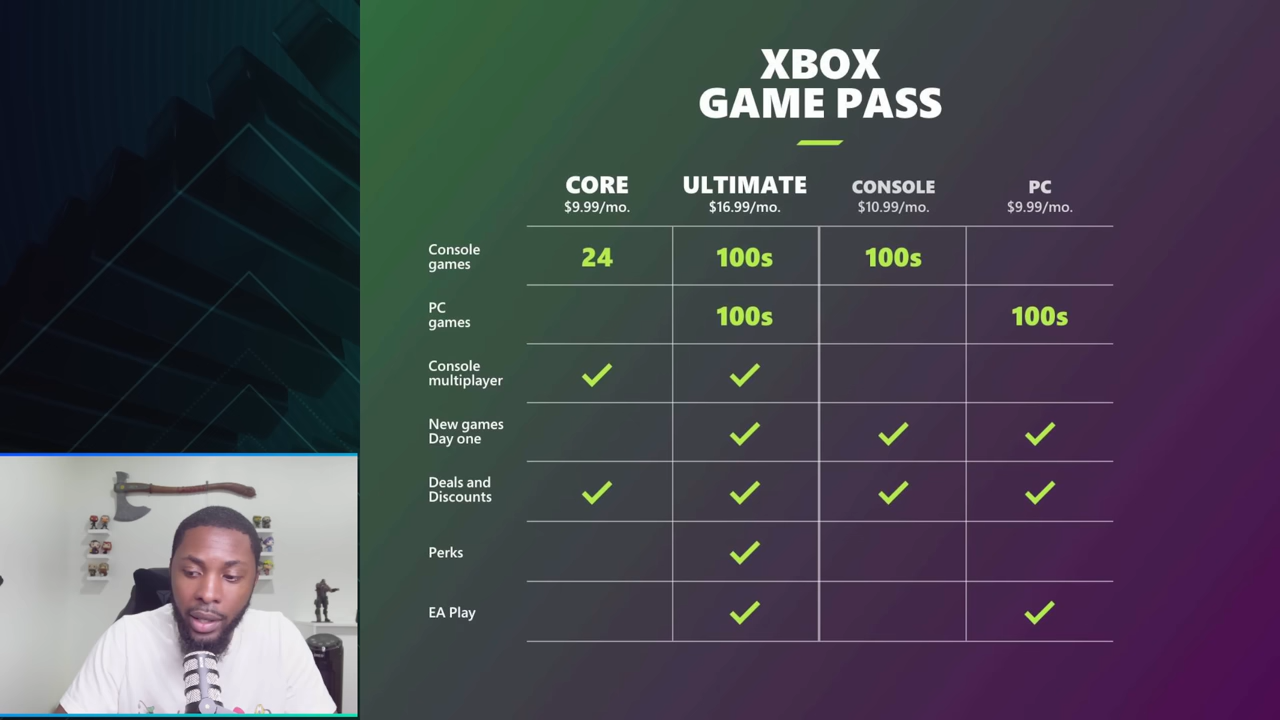 XBOX
GAME PASS
CORE ULTIMATE CONSOLE PC
$9.99/mo. $16.99/mo. $10.99/mo. $9.99/mo.
Console
games
24 100s 100s
PC
games
100s 100s
Console
multiplayer
New games
Day one
Deals and
Discounts
Perks
EA Play